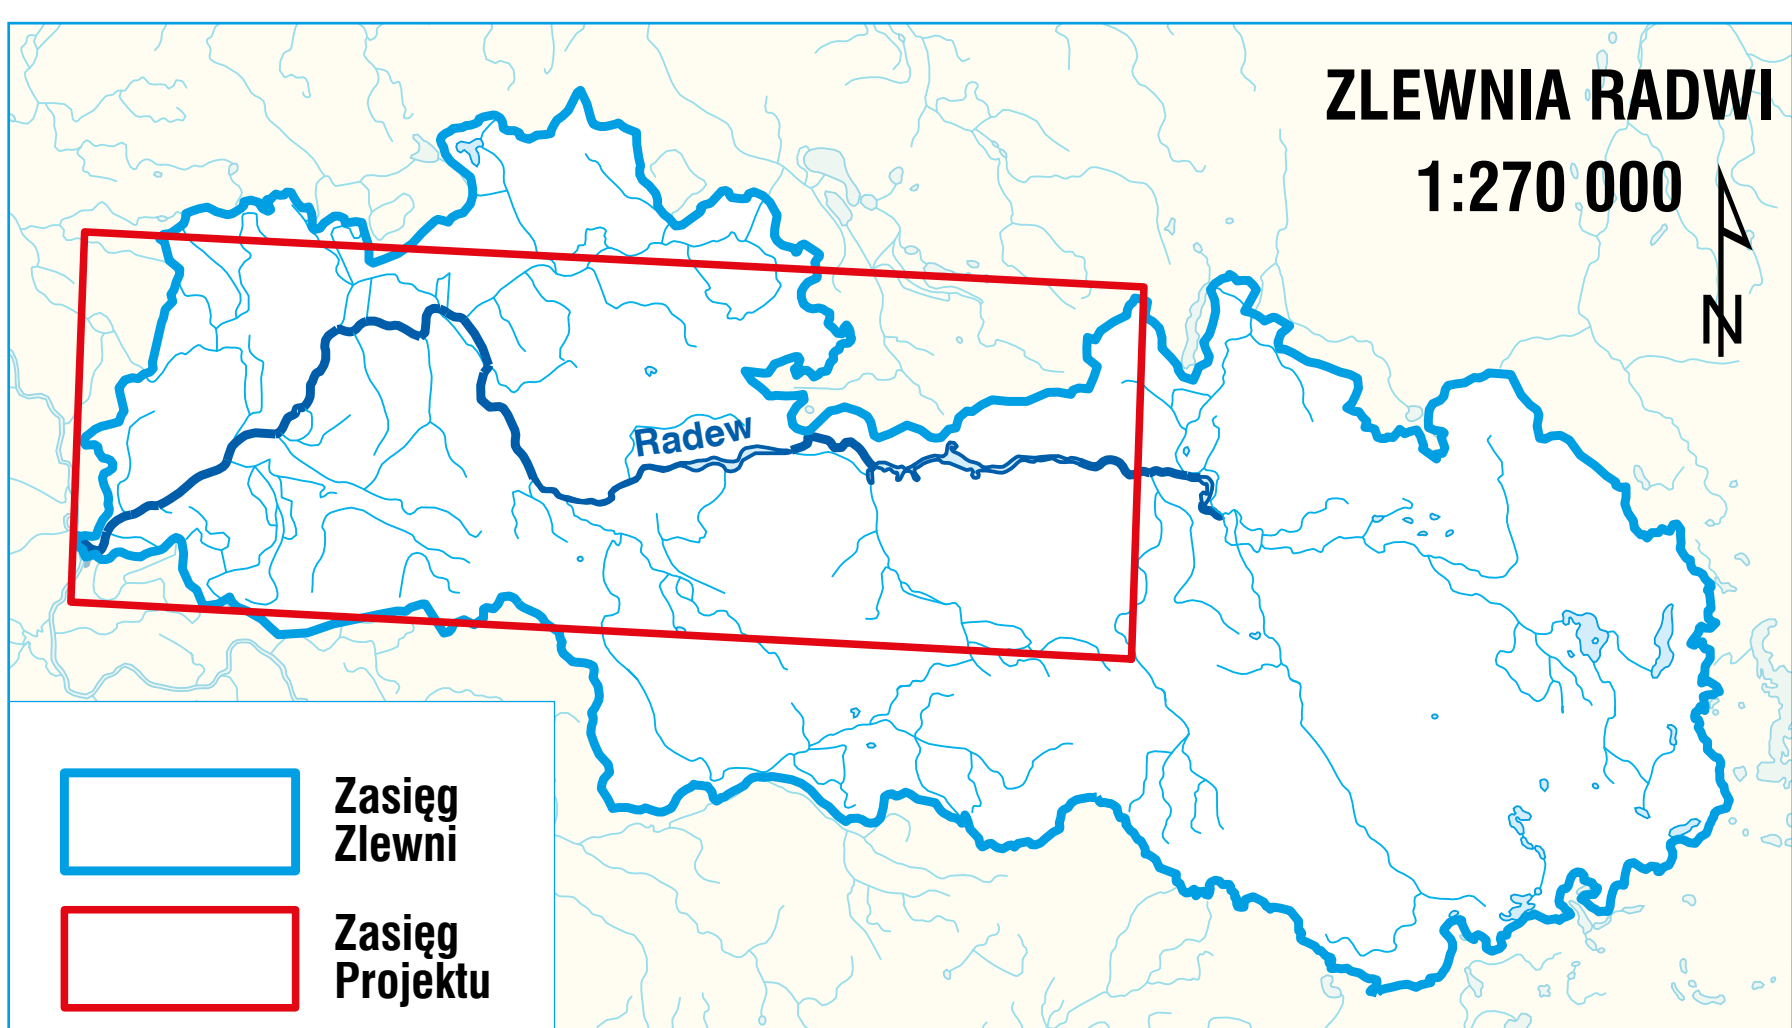 ZLEWNIA RADWI
1:270 000
N
Radew
Zasięg
Zlewni
Zasięg
Projektu